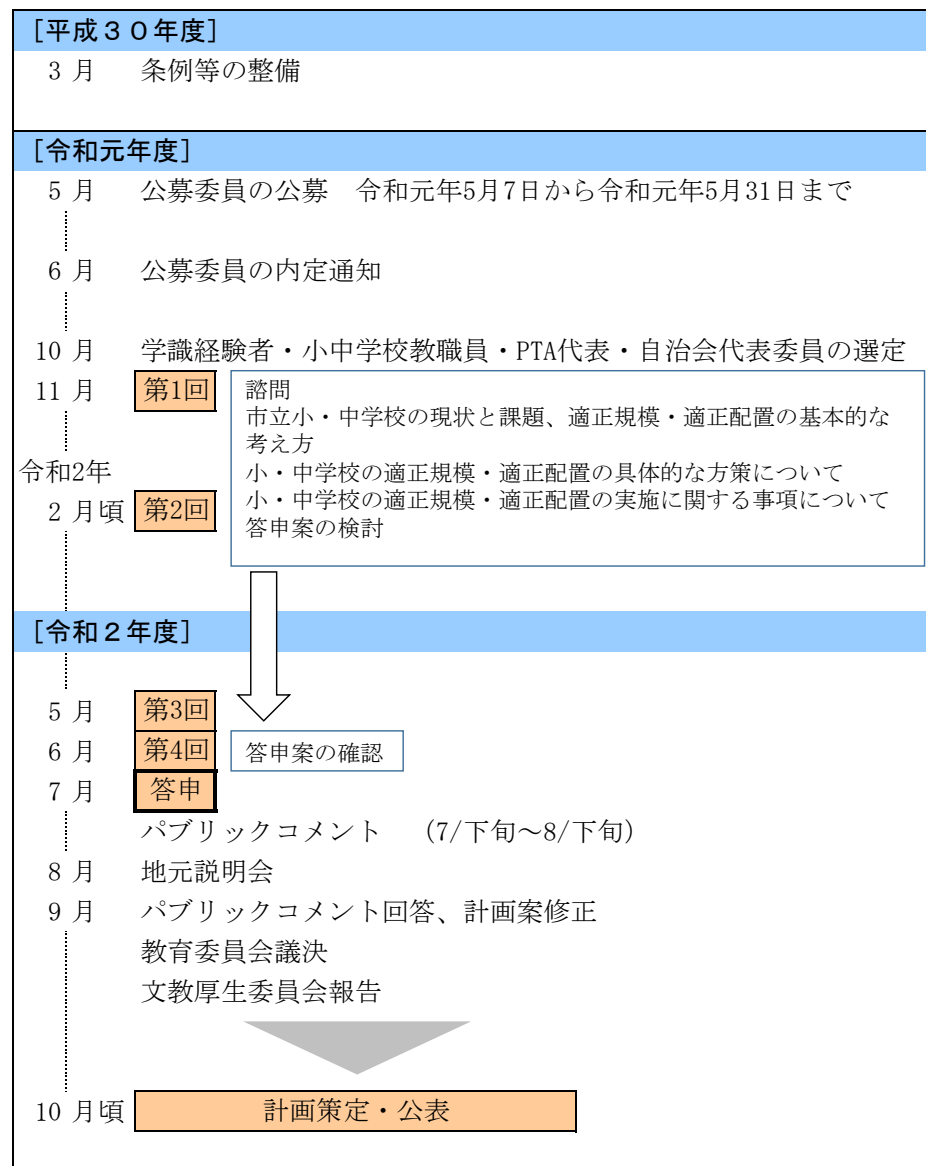 ［平成３０年度］
3 月 条例等の整備
［令和元年度］
5 月 公募委員の公募 令和元年5月7日から令和元年5月31日まで
6 月 公募委員の内定通知
10 月 学識経験者・小中学校教職員・PTA代表・自治会代表委員の選定
11 月 第1回
諮問
市立小・中学校の現状と課題、適正規模・適正配置の基本的な
考え方
小・中学校の適正規模・適正配置の具体的な方策について
小・中学校の適正規模・適正配置の実施に関する事項について
答申案の検討
令和2年
2 月頃 第2回
［令和２年度］
5 月 第3回
6 月 第4回 答申案の確認
7 月 答申
パブリックコメント （7/下旬～8/下旬）
8 月 地元説明会
9 月 パブリックコメント回答、計画案修正
教育委員会議決
文教厚生委員会報告
10 月頃 計画策定・公表